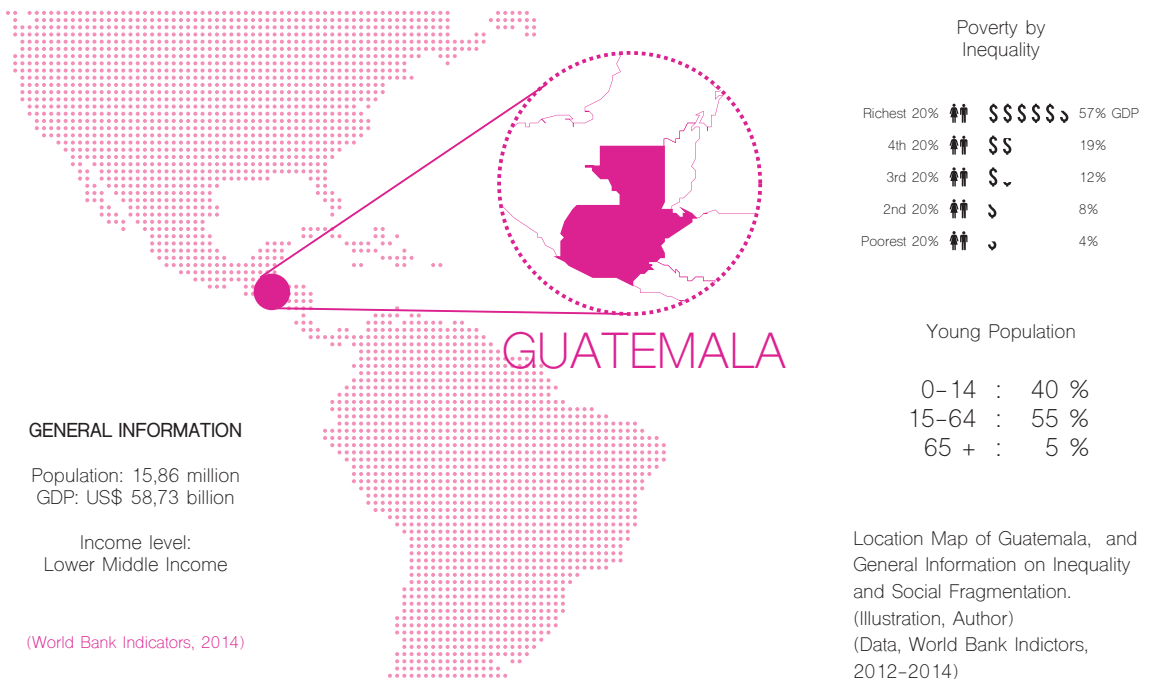 Poverty by
Inequality
Richest 20% $$$$$$ 57% GDP
4th 20% $$ 19%
3rd 20% $ 12%
2nd 20% 8%
Poorest 20% 4%
GUATEMALA
Young Population
0-14 : 40 %
15-64 : 55 %
65 + : 5 %
GENERAL INFORMATION
Population: 15,86 million
GDP: US$ 58,73 billion
Income level:
Lower Middle Income
(World Bank Indicators, 2014)
Location Map of Guatemala, and
General Information on Inequality
and Social Fragmentation.
(Illustration, Author)
(Data, World Bank Indictors,
2012-2014)